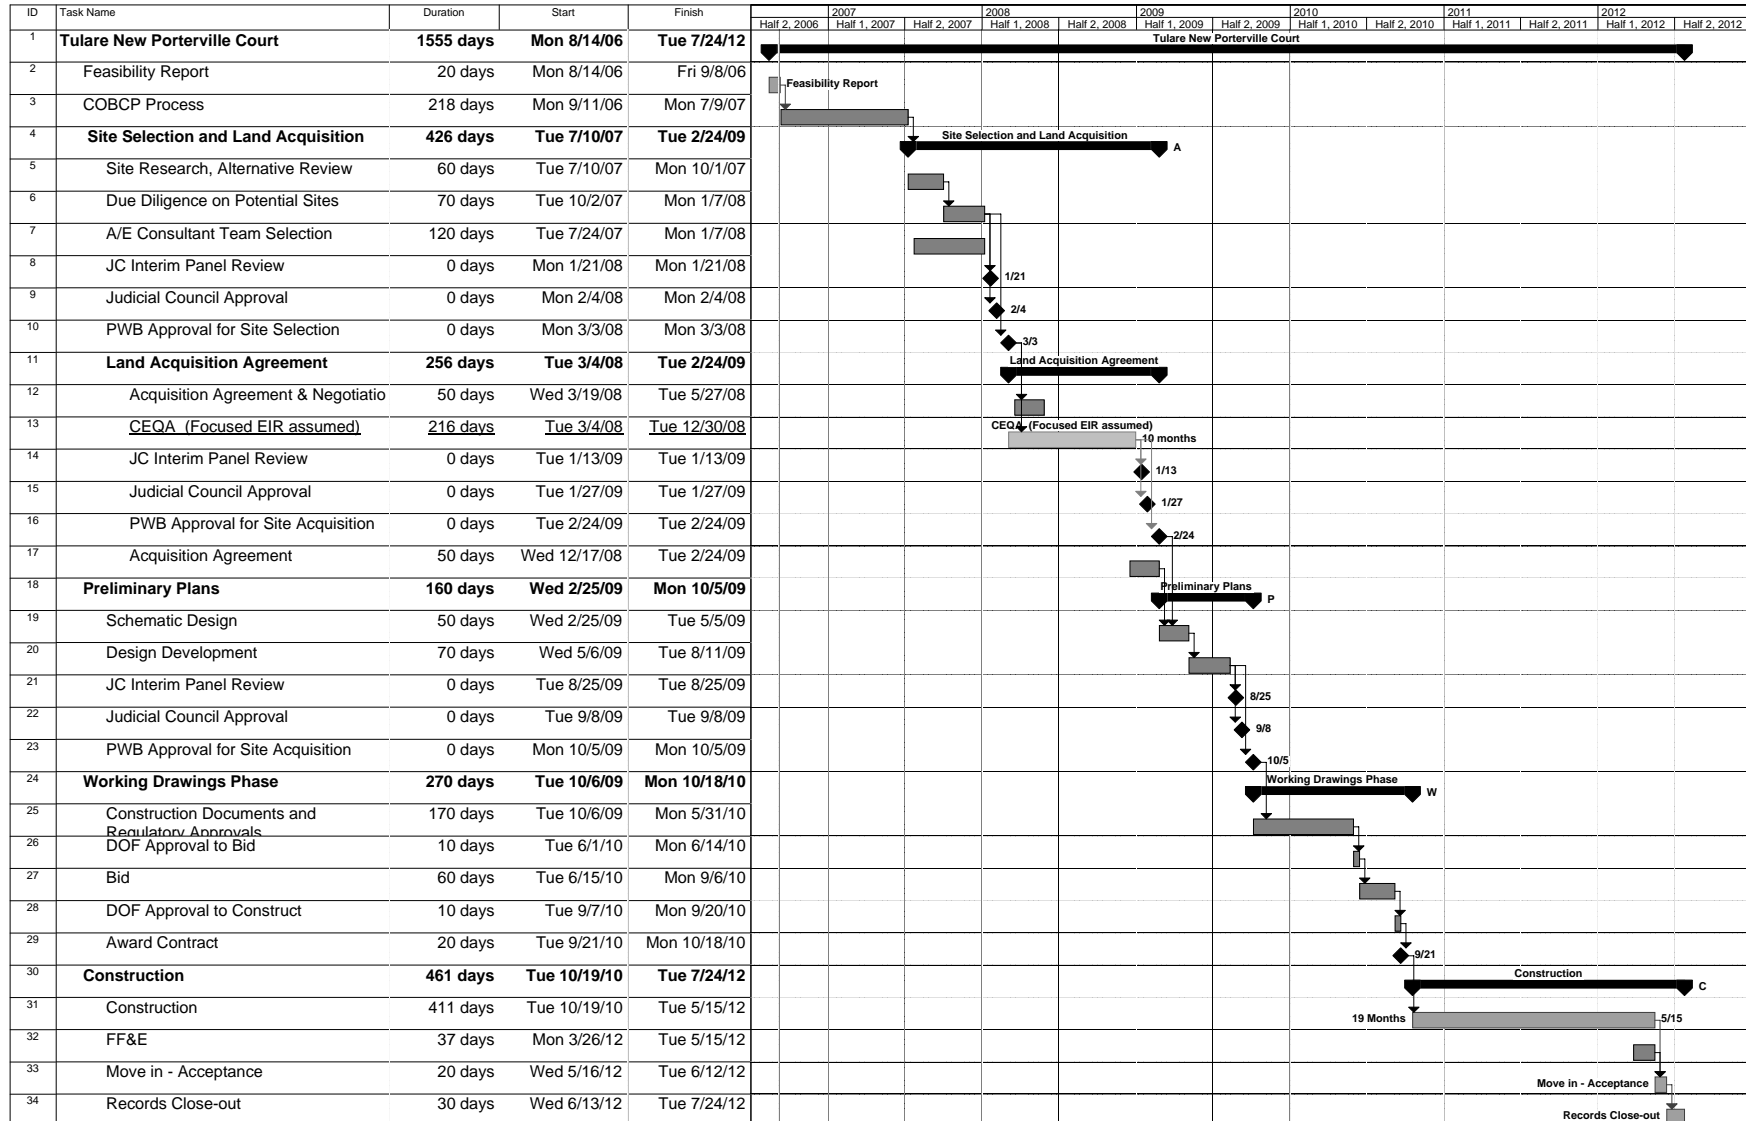 ID Task Name Duration Start Finish 2007 2008 2009 2010 2011 2012
Half 2, 2006 Half 1, 2007 Half 2, 2007 Half 1, 2008 Half 2, 2008 Half 1, 2009 Half 2, 2009 Half 1, 2010 Half 2, 2010 Half 1, 2011 Half 2, 2011 Half 1, 2012 Half 2, 2012
1 Tulare New Porterville Court 1555 days Mon 8/14/06 Tue 7/24/12 Tulare New Porterville Court
2 Feasibility Report 20 days Mon 8/14/06 Fri 9/8/06 Feasibility Report
3 COBCP Process 218 days Mon 9/11/06 Mon 7/9/07
4 Site Selection and Land Acquisition 426 days Tue 7/10/07 Tue 2/24/09 Site Selection and Land Acquisition A
5 Site Research, Alternative Review 60 days Tue 7/10/07 Mon 10/1/07
6 Due Diligence on Potential Sites 70 days Tue 10/2/07 Mon 1/7/08
7 A/E Consultant Team Selection 120 days Tue 7/24/07 Mon 1/7/08
8 JC Interim Panel Review 0 days Mon 1/21/08 Mon 1/21/08 1/21
9 Judicial Council Approval 0 days Mon 2/4/08 Mon 2/4/08 2/4
10 PWB Approval for Site Selection 0 days Mon 3/3/08 Mon 3/3/08 3/3
11 Land Acquisition Agreement 256 days Tue 3/4/08 Tue 2/24/09 Land Acquisition Agreement
12 Acquisition Agreement & Negotiatio 50 days Wed 3/19/08 Tue 5/27/08
13 CEQA (Focused EIR assumed) 216 days Tue 3/4/08 Tue 12/30/08 CEQA (Focused EIR assumed) 10 months
14 JC Interim Panel Review 0 days Tue 1/13/09 Tue 1/13/09 1/13
15 Judicial Council Approval 0 days Tue 1/27/09 Tue 1/27/09 1/27
16 PWB Approval for Site Acquisition 0 days Tue 2/24/09 Tue 2/24/09 2/24
17 Acquisition Agreement 50 days Wed 12/17/08 Tue 2/24/09
18 Preliminary Plans 160 days Wed 2/25/09 Mon 10/5/09 Preliminary Plans P
19 Schematic Design 50 days Wed 2/25/09 Tue 5/5/09
20 Design Development 70 days Wed 5/6/09 Tue 8/11/09
21 JC Interim Panel Review 0 days Tue 8/25/09 Tue 8/25/09 8/25
22 Judicial Council Approval 0 days Tue 9/8/09 Tue 9/8/09 9/8
23 PWB Approval for Site Acquisition 0 days Mon 10/5/09 Mon 10/5/09 10/5
24 Working Drawings Phase 270 days Tue 10/6/09 Mon 10/18/10 Working Drawings Phase W
25 Construction Documents and 170 days Tue 10/6/09 Mon 5/31/10
Regulatory Approvals
26 DOF Approval to Bid 10 days Tue 6/1/10 Mon 6/14/10
27 Bid 60 days Tue 6/15/10 Mon 9/6/10
28 DOF Approval to Construct 10 days Tue 9/7/10 Mon 9/20/10
29 Award Contract 20 days Tue 9/21/10 Mon 10/18/10 9/21
30 Construction 461 days Tue 10/19/10 Tue 7/24/12 Construction C
31 Construction 411 days Tue 10/19/10 Tue 5/15/12 19 Months 5/15
32 FF&E 37 days Mon 3/26/12 Tue 5/15/12
33 Move in - Acceptance 20 days Wed 5/16/12 Tue 6/12/12 Move in - Acceptance
34 Records Close-out 30 days Wed 6/13/12 Tue 7/24/12 Records Close-out